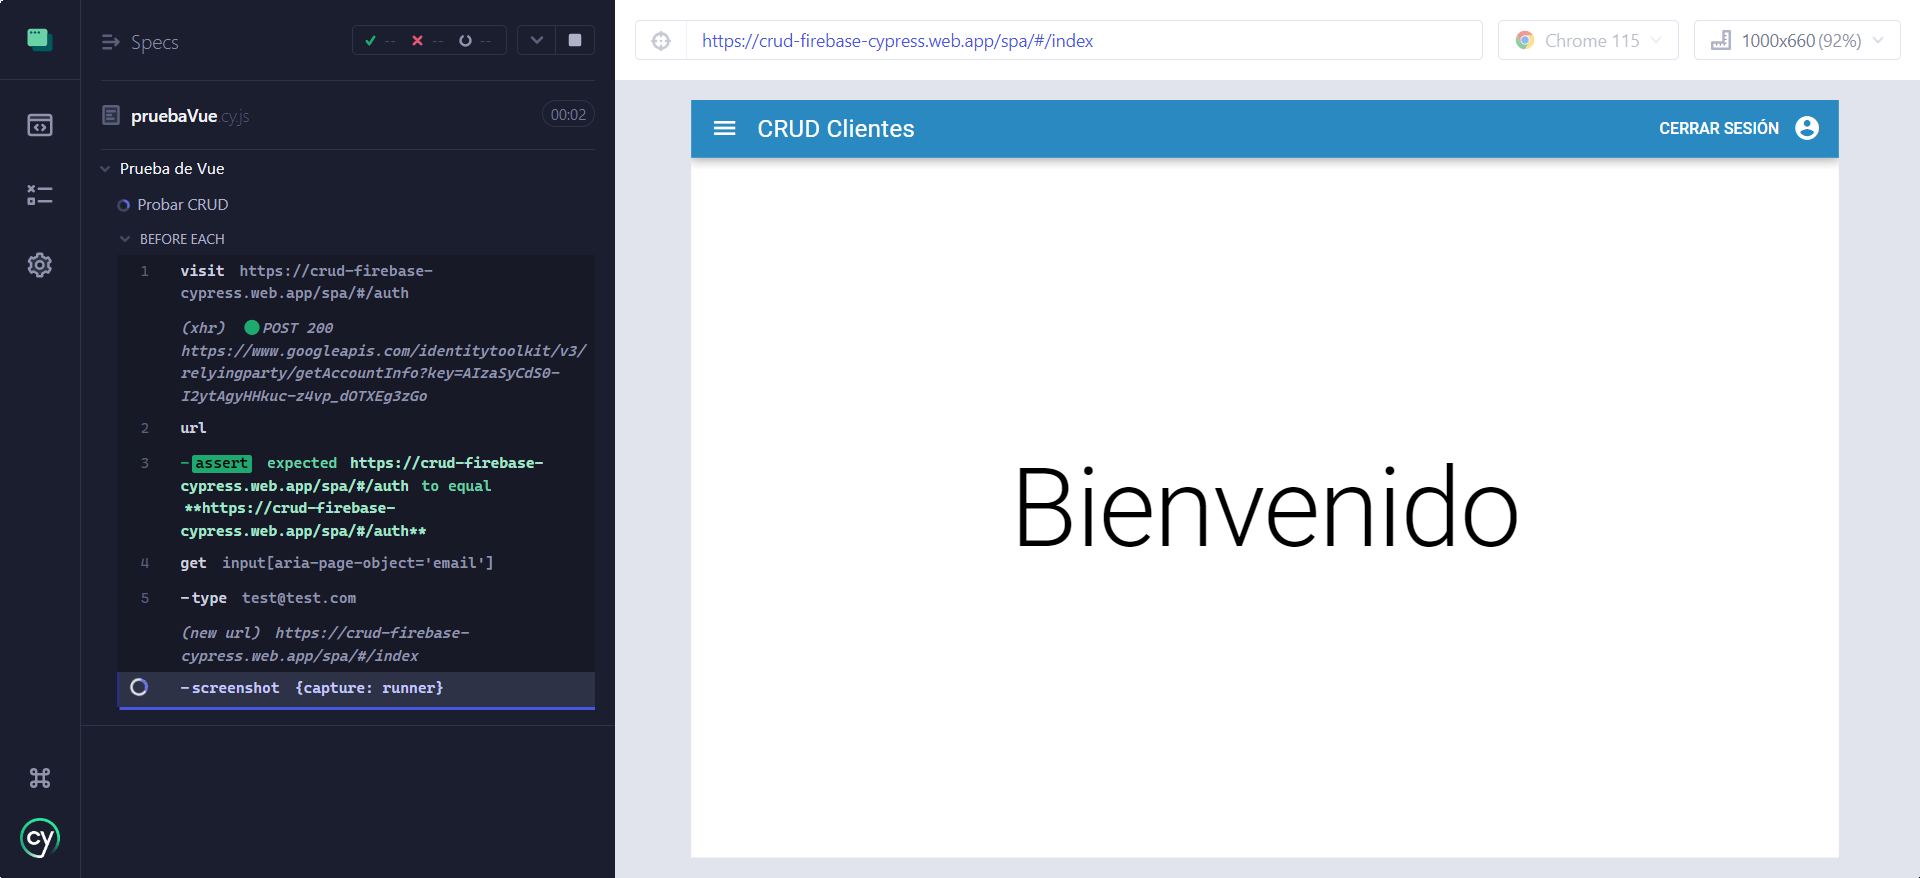 Specs
--
--
--
pruebaVue.cy.js
00:02
Prueba de Vue
Probar CRUD
BEFORE EACH
1 visit https://crud-firebase-
cypress.web.app/spa/#/auth
(xhr) POST 200
https://www.googleapis.com/identitytoolkit/v3/
relyingparty/getAccountInfo?key=AIzaSyCdS0-
I2ytAgyHHkuc-z4vp_dOTXEg3zGo
2 url
3 -assert expected https://crud-firebase-
cypress.web.app/spa/#/auth to equal
**https://crud-firebase-
cypress.web.app/spa/#/auth**
4 get input[aria-page-object='email']
5 -type test@test.com
(new url) https://crud-firebase-
cypress.web.app/spa/#/index
-screenshot {capture: runner}
cy
https://crud-firebase-cypress.web.app/spa/#/index
Chrome 115
1000x660 (92%)
CRUD Clientes
CERRAR SESIÓN
Bienvenido